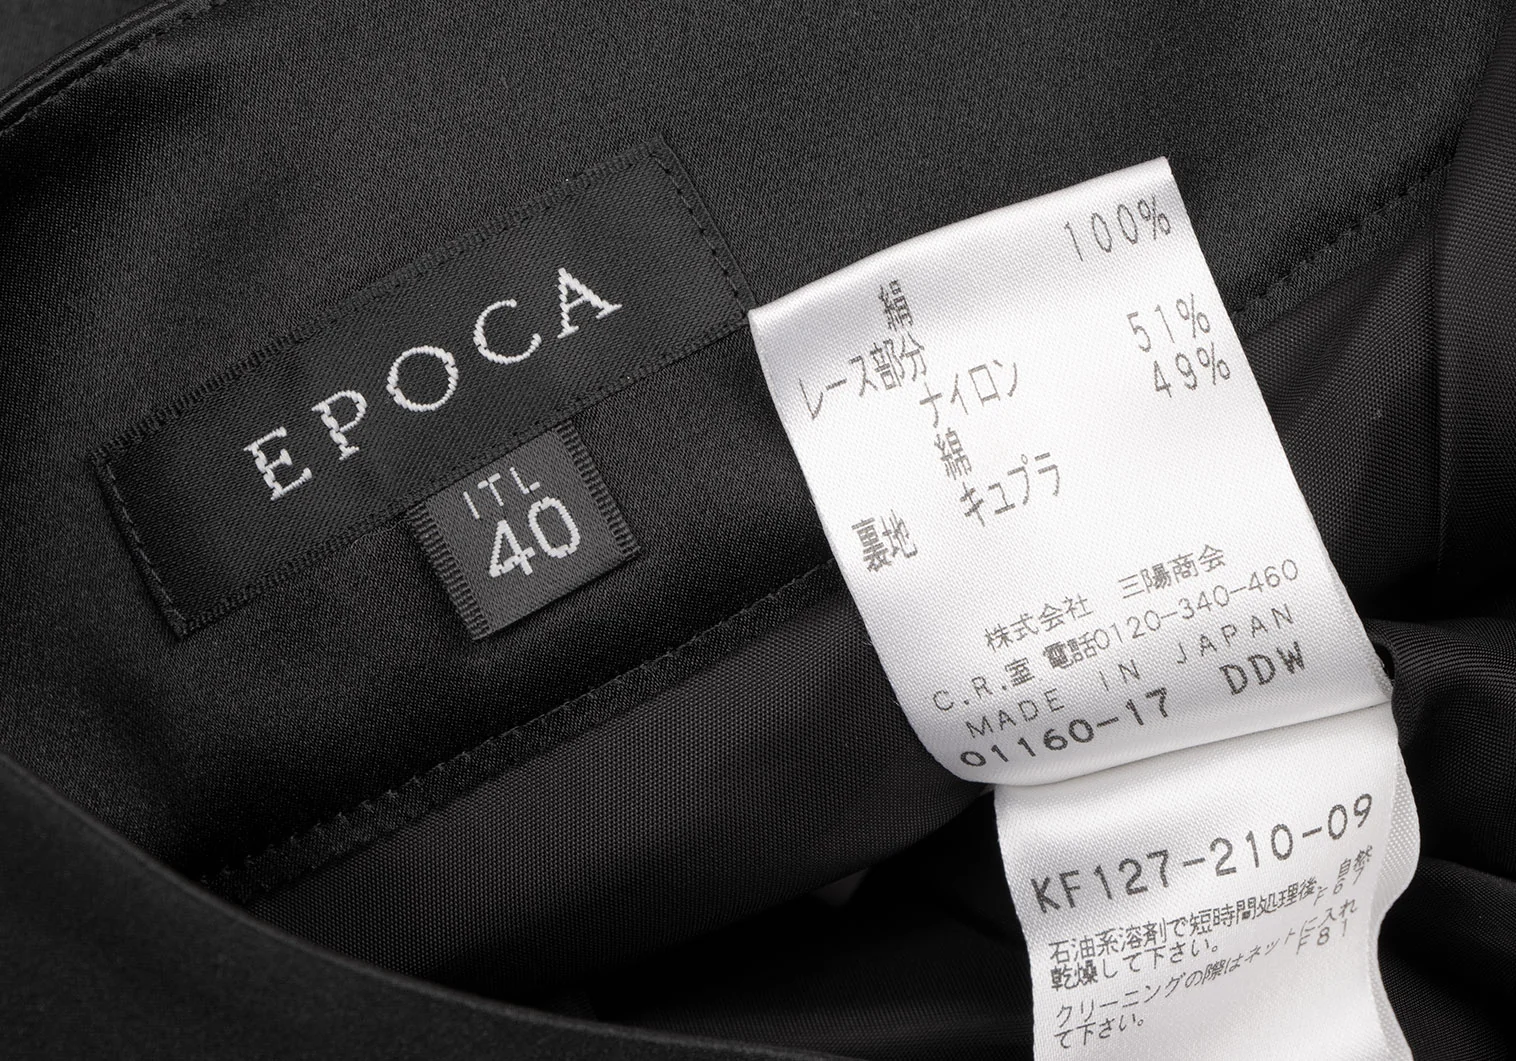 EPOCA
ITL
40
100%
絹
レース部分
ナイロン 51%
綿 49%
裏地 キュプラ
株式会社 三陽商会
C.R.室 電話0120-340-460
MADE IN JAPAN
01160-17 DDW
KF127-210-09
石油系溶剤で短時間処理後、自然
乾燥して下さい。 F67
クリーニングの際はネットに入れ
て下さい。 F81